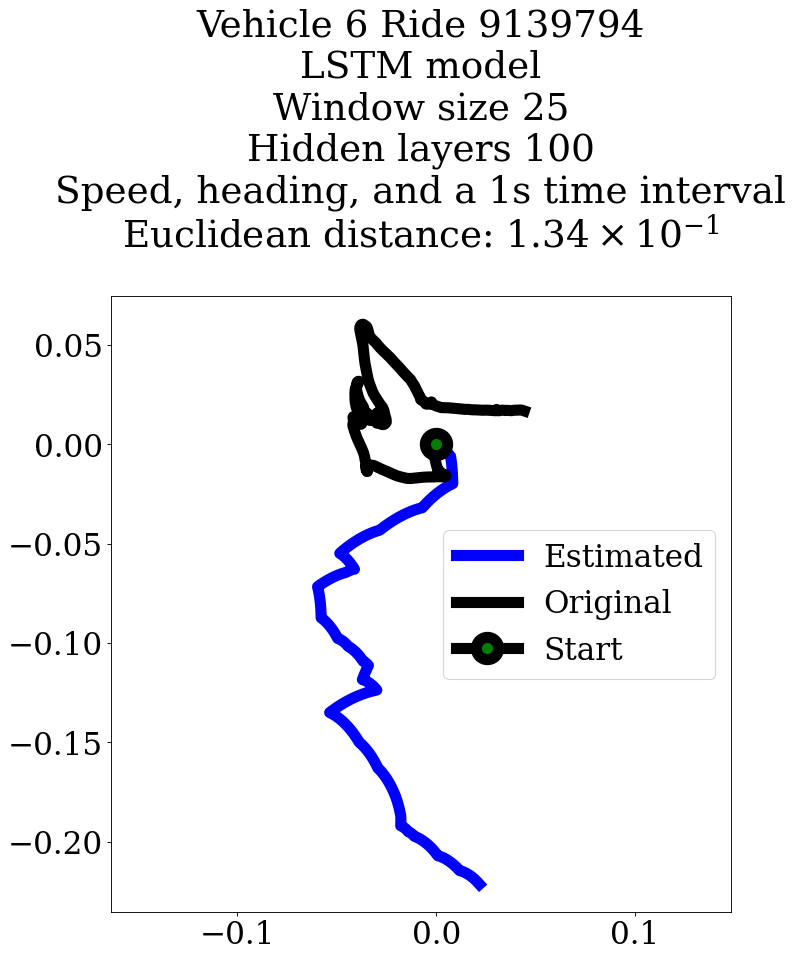 Vehicle 6 Ride 9139794
LSTM model
Window size 25
Hidden layers 100
Speed, heading, and a 1s time interval
Euclidean distance: 1.34 × 10⁻¹
0.05
0.00
−0.05
−0.10
−0.15
−0.20
Estimated
Original
Start
−0.1
0.0
0.1